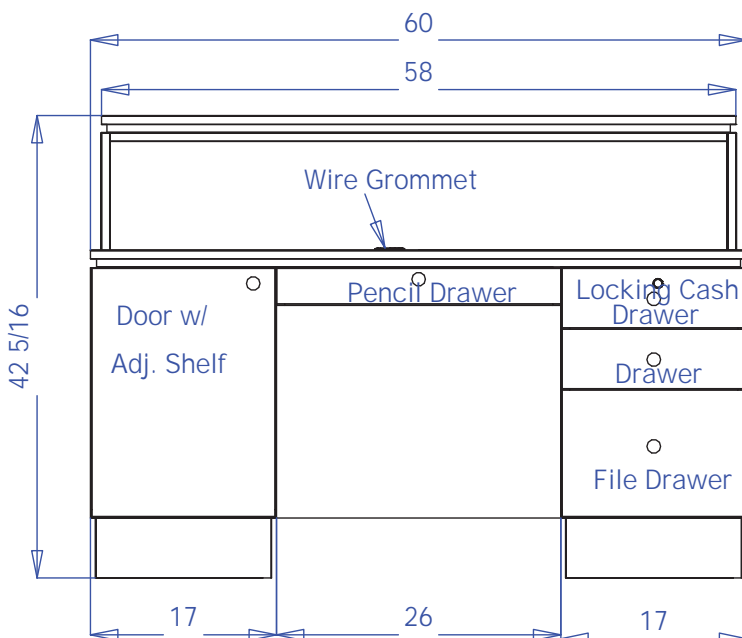 60
58
Wire Grommet
Pencil Drawer
Locking Cash
Drawer
Door w/
Adj. Shelf
42 5/16
Drawer
File Drawer
17
26
17